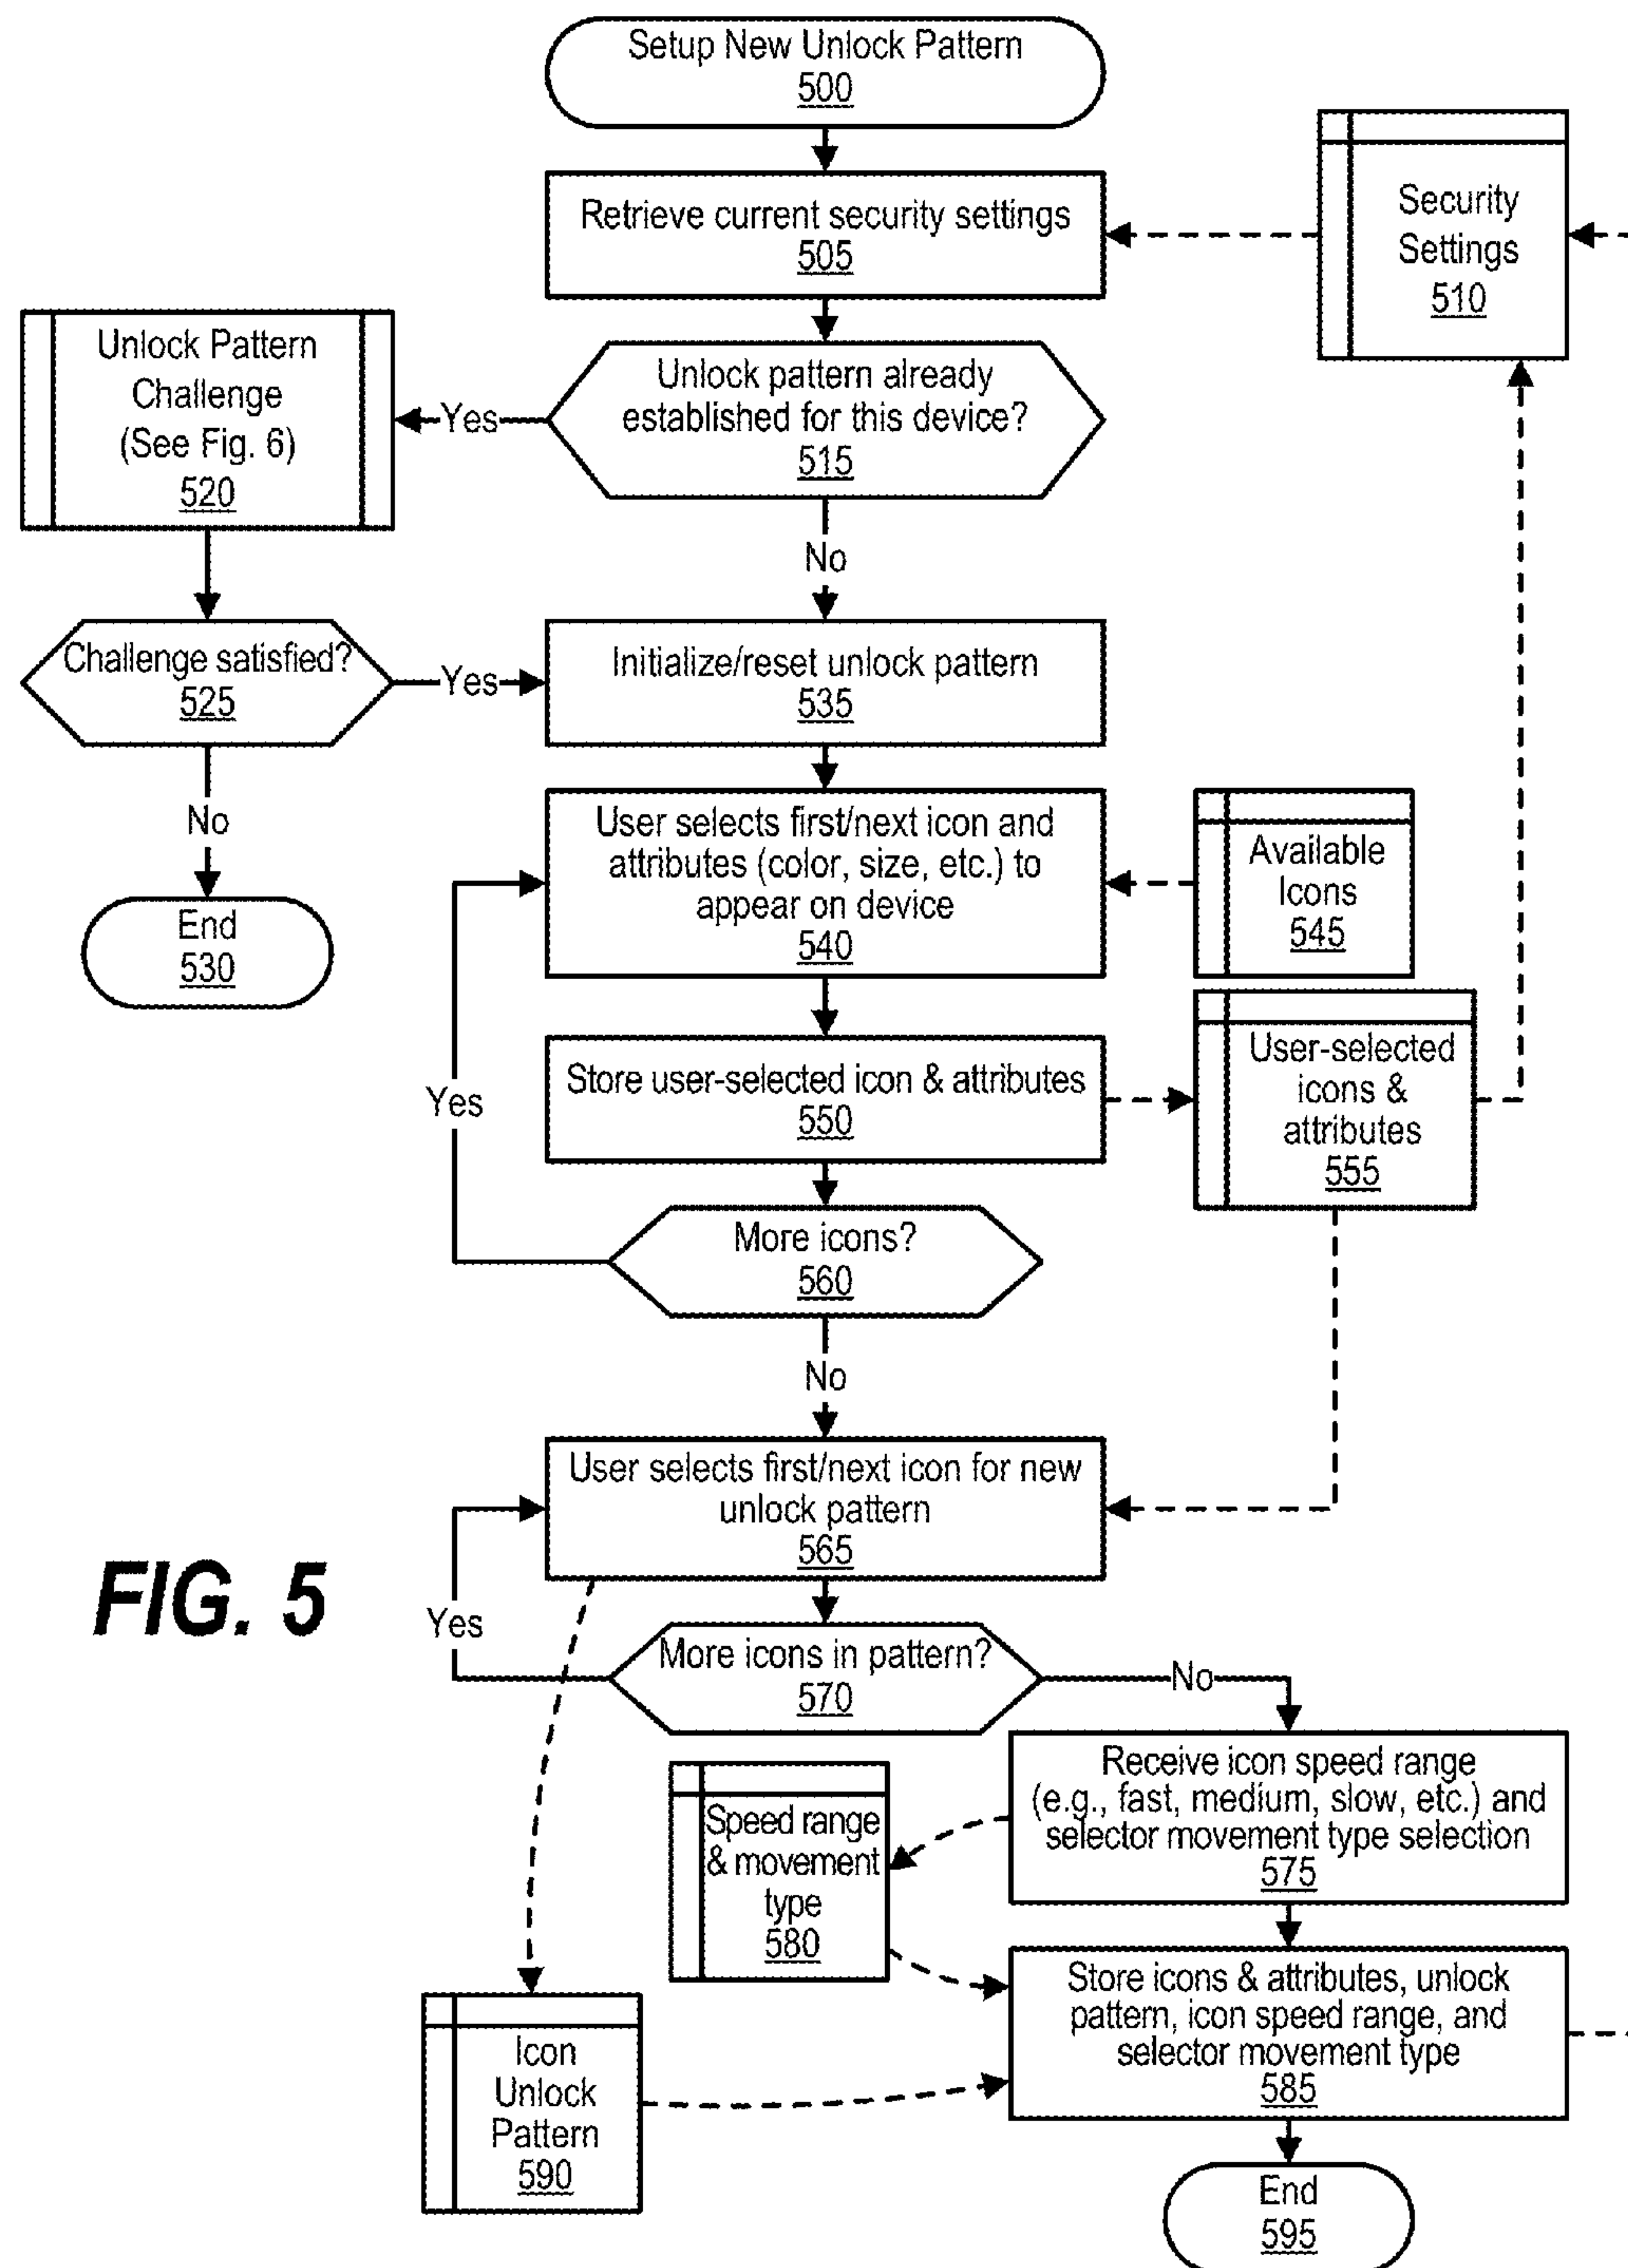 Setup New Unlock Pattern
500
Retrieve current security settings
505
Security
Settings
510
Unlock pattern already
established for this device?
515
Yes
Unlock Pattern
Challenge
(See Fig. 6)
520
No
Challenge satisfied?
525
Yes
Initialize/reset unlock pattern
535
No
End
530
User selects first/next icon and
attributes (color, size, etc.) to
appear on device
540
Available
Icons
545
Store user-selected icon & attributes
550
User-selected
icons &
attributes
555
Yes
More icons?
560
No
User selects first/next icon for new
unlock pattern
565
FIG. 5
Yes
More icons in pattern?
570
No
Receive icon speed range
(e.g., fast, medium, slow, etc.) and
selector movement type selection
575
Speed range
& movement
type
580
Store icons & attributes, unlock
pattern, icon speed range, and
selector movement type
585
Icon
Unlock
Pattern
590
End
595